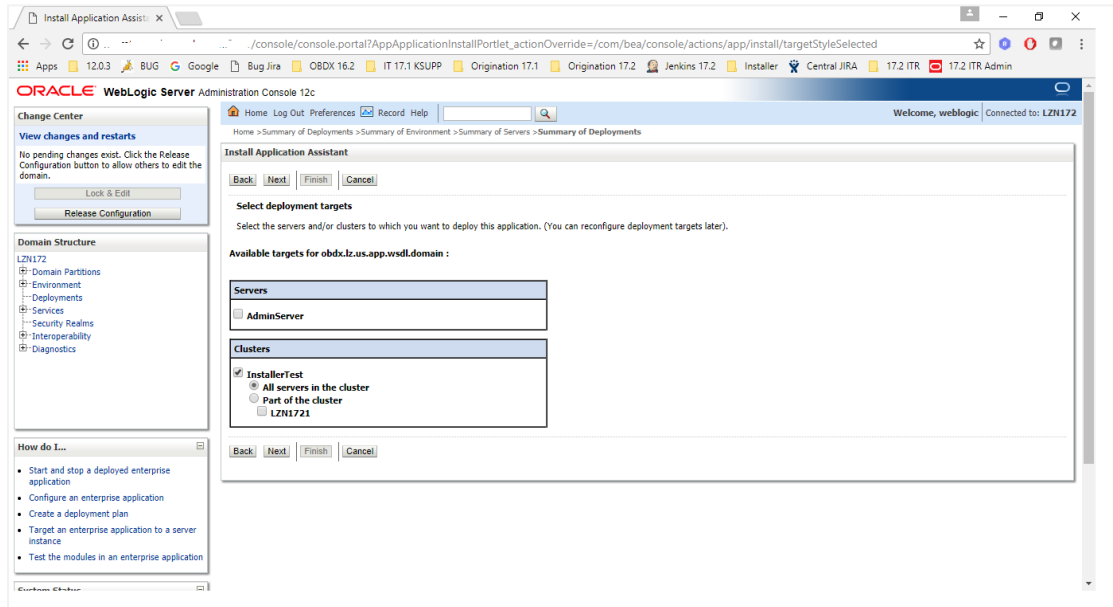 Install Application Assista
/console/console.portal?AppApplicationInstallPortlet_actionOverride=/com/bea/console/actions/app/install/targetStyleSelected
Apps 12.0.3 BUG Google Bug Jira OBDX 16.2 IT 17.1 KSUPP Origination 17.1 Origination 17.2 Jenkins 17.2 Installer Central JIRA 17.2 ITR 17.2 ITR Admin
ORACLE WebLogic Server Administration Console 12c
Change Center
View changes and restarts
No pending changes exist. Click the Release
Configuration button to allow others to edit the
domain.
Lock & Edit
Release Configuration
Domain Structure
LZN172
Domain Partitions
Environment
Deployments
Services
Security Realms
Interoperability
Diagnostics
How do I...
Start and stop a deployed enterprise
application
Configure an enterprise application
Create a deployment plan
Target an enterprise application to a server
instance
Test the modules in an enterprise application
System Status
Home Log Out Preferences Record Help
Welcome, weblogic Connected to: LZN172
Home >Summary of Deployments >Summary of Environment >Summary of Servers >Summary of Deployments
Install Application Assistant
Back Next Finish Cancel
Select deployment targets
Select the servers and/or clusters to which you want to deploy this application. (You can reconfigure deployment targets later).
Available targets for obdx.lz.us.app.wsdl.domain :
Servers
AdminServer
Clusters
InstallerTest
All servers in the cluster
Part of the cluster
LZN1721
Back Next Finish Cancel